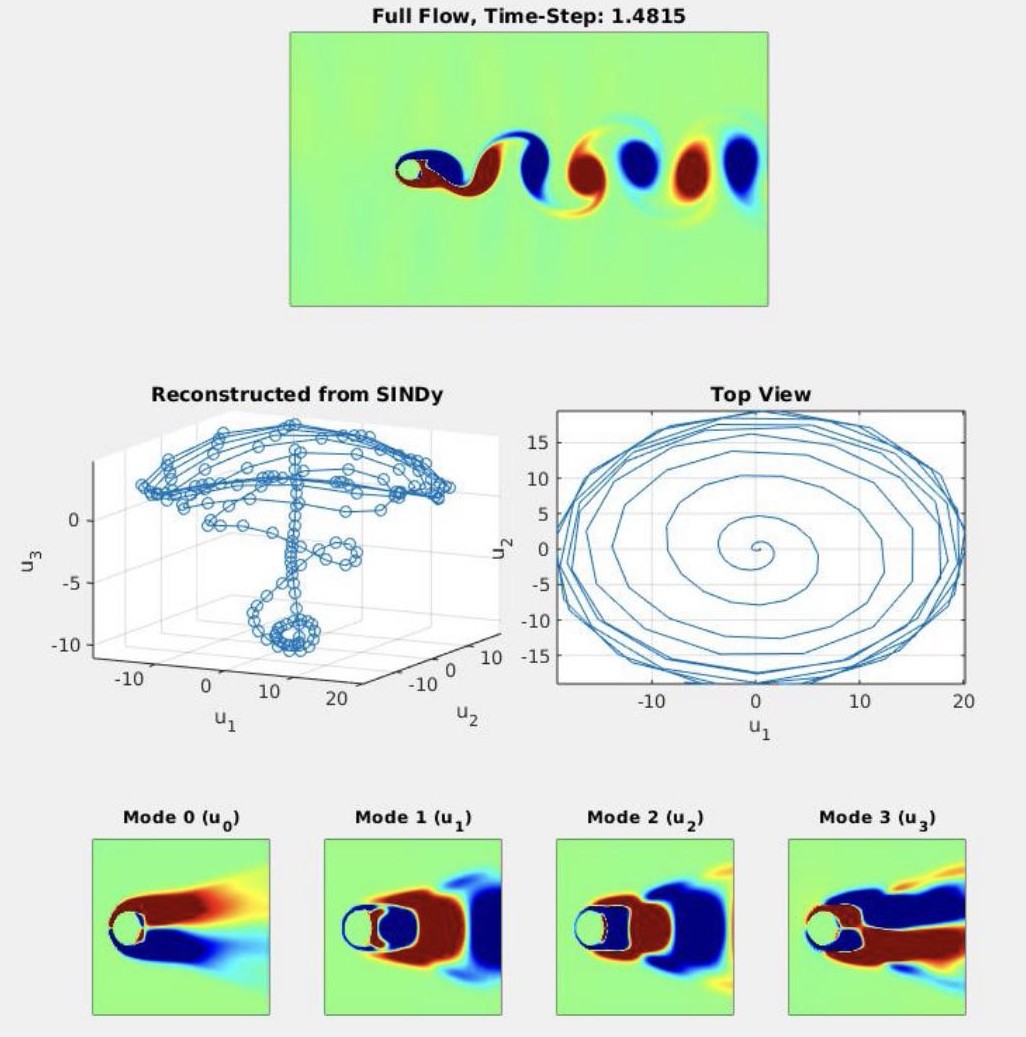 Full Flow, Time-Step: 1.4815
Reconstructed from SINDy
Top View
u3
0
-5
-10
-10
0
10
20
u1
-10
0
10
u2
u2
15
10
5
0
-5
-10
-15
-10
0
10
20
u1
Mode 0 (u0)
Mode 1 (u1)
Mode 2 (u2)
Mode 3 (u3)